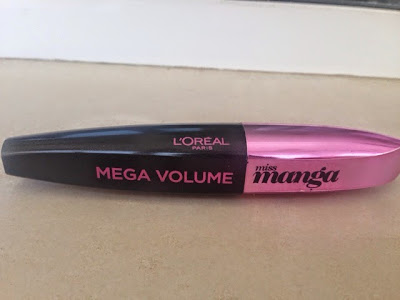 L'ORÉAL
PARIS
MEGA VOLUME
miss
manga